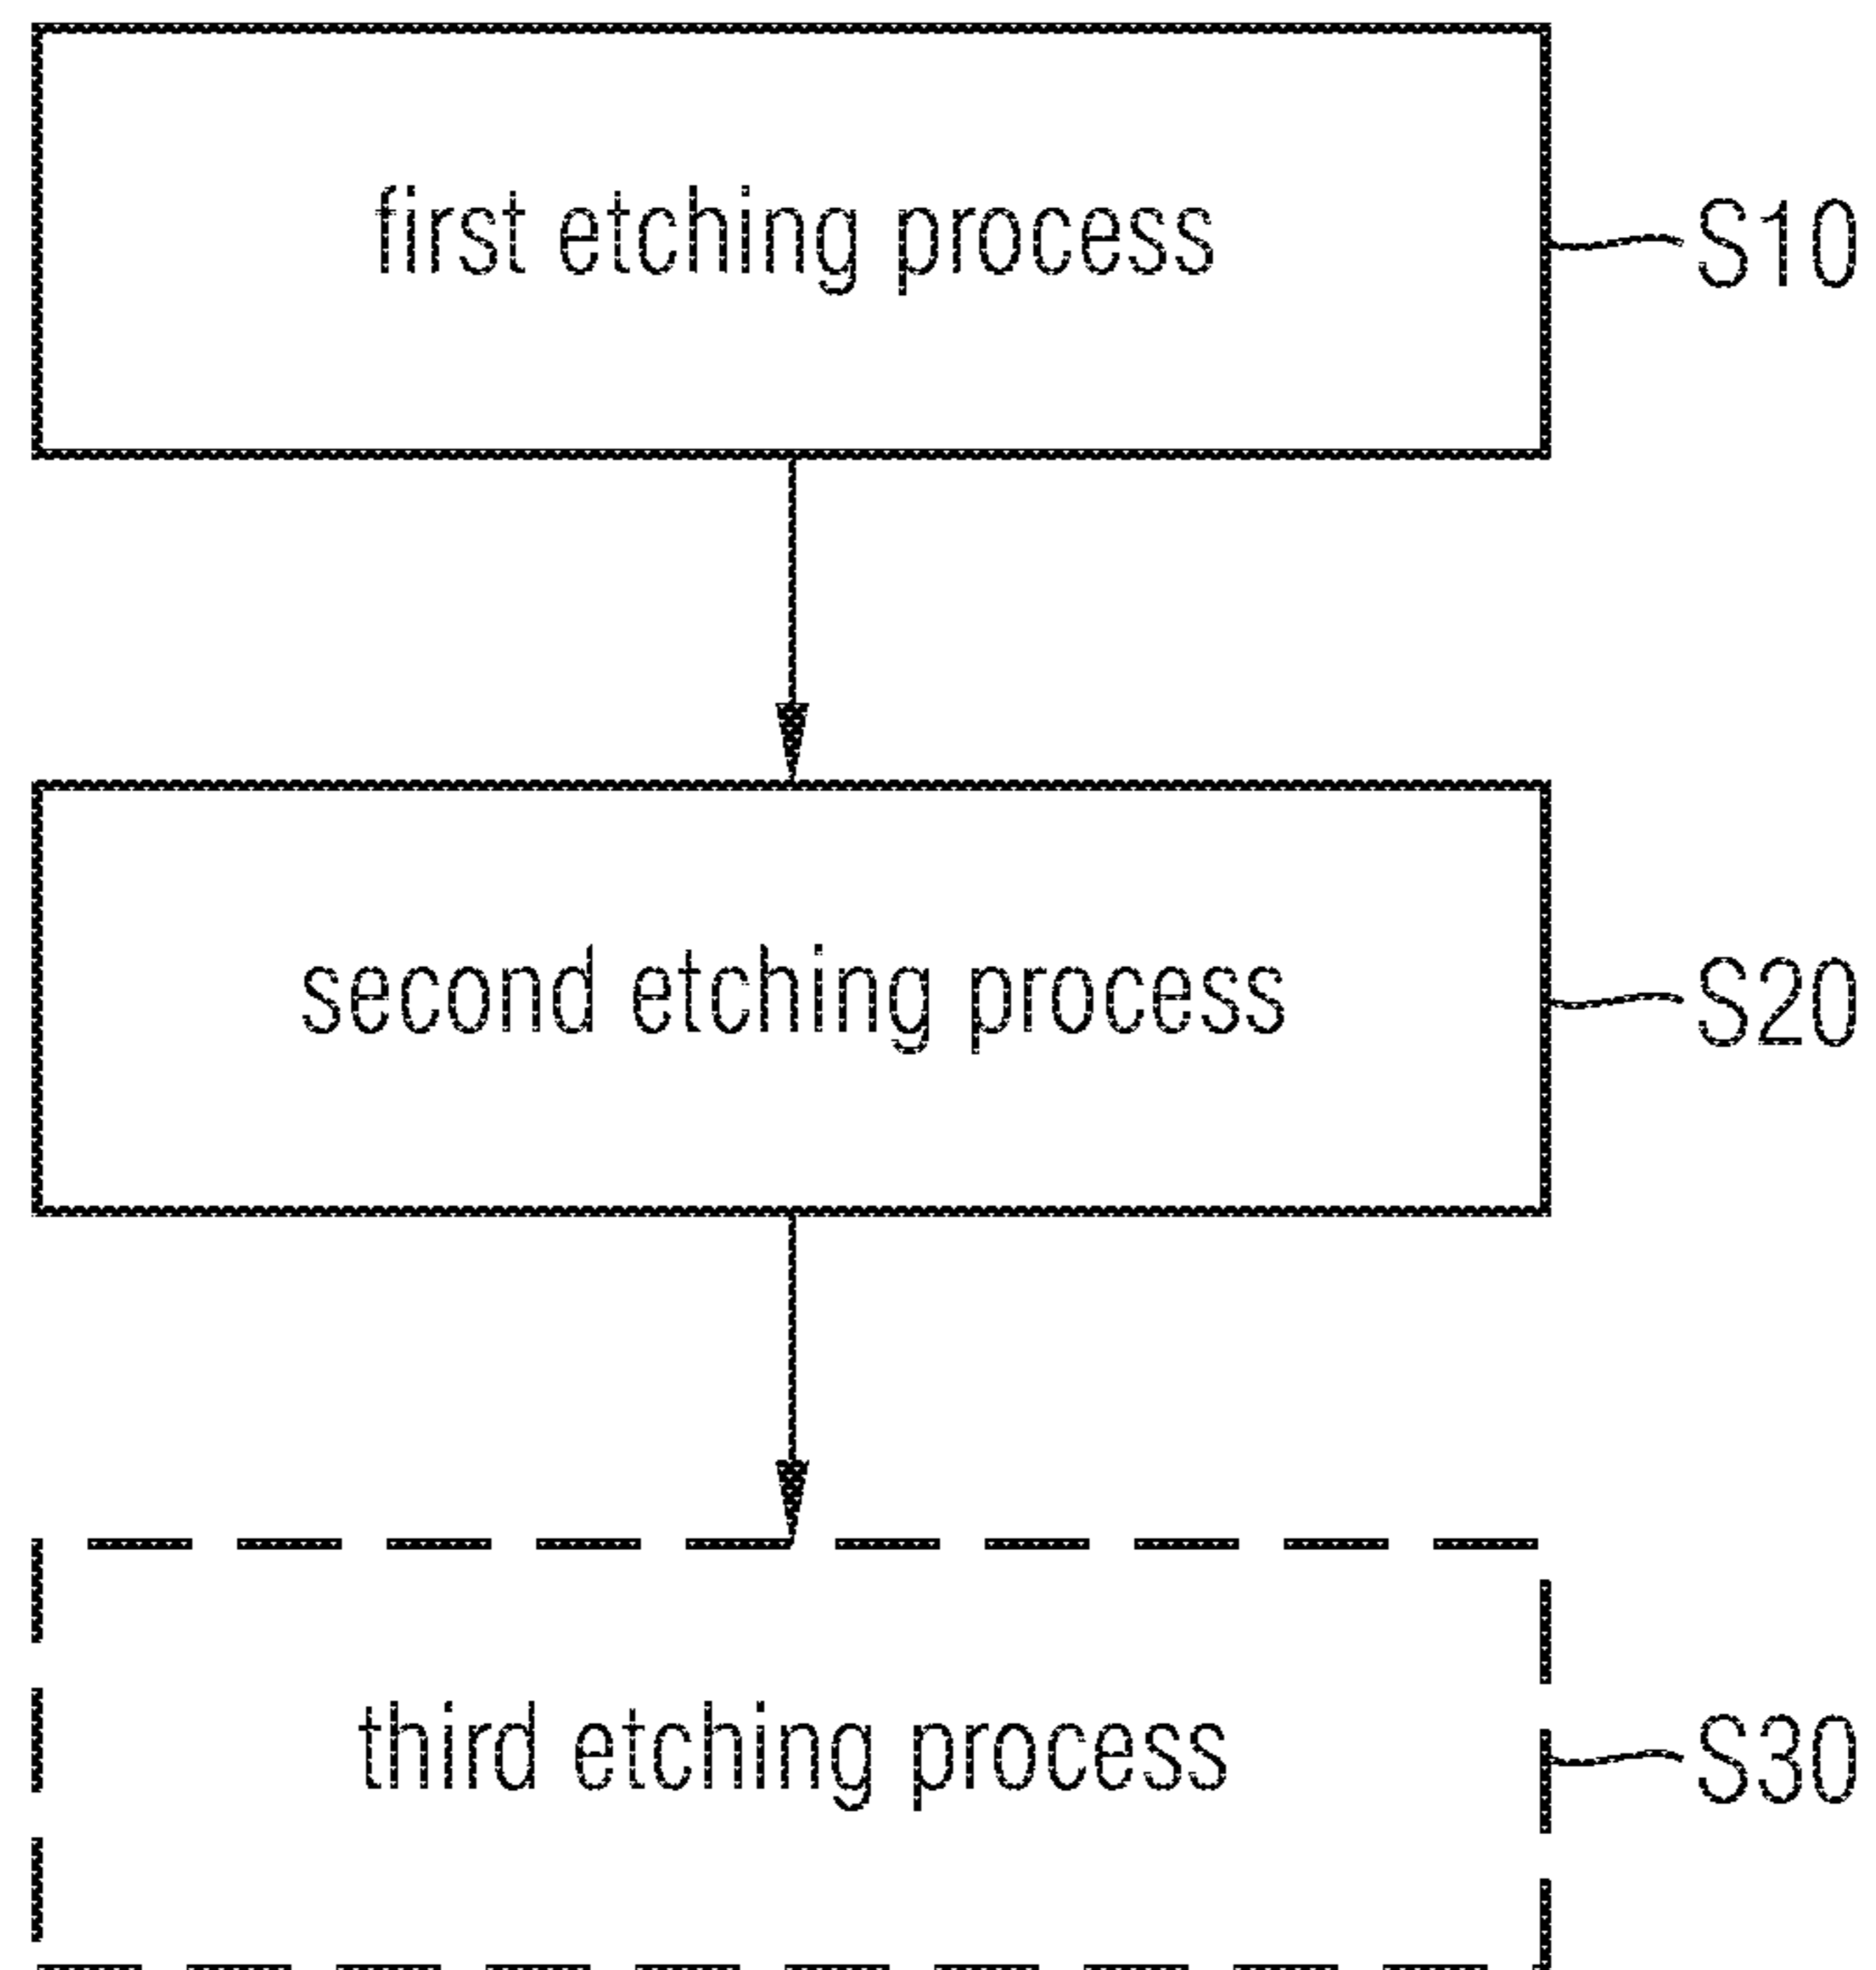 first etching process S10
second etching process S20
third etching process S30